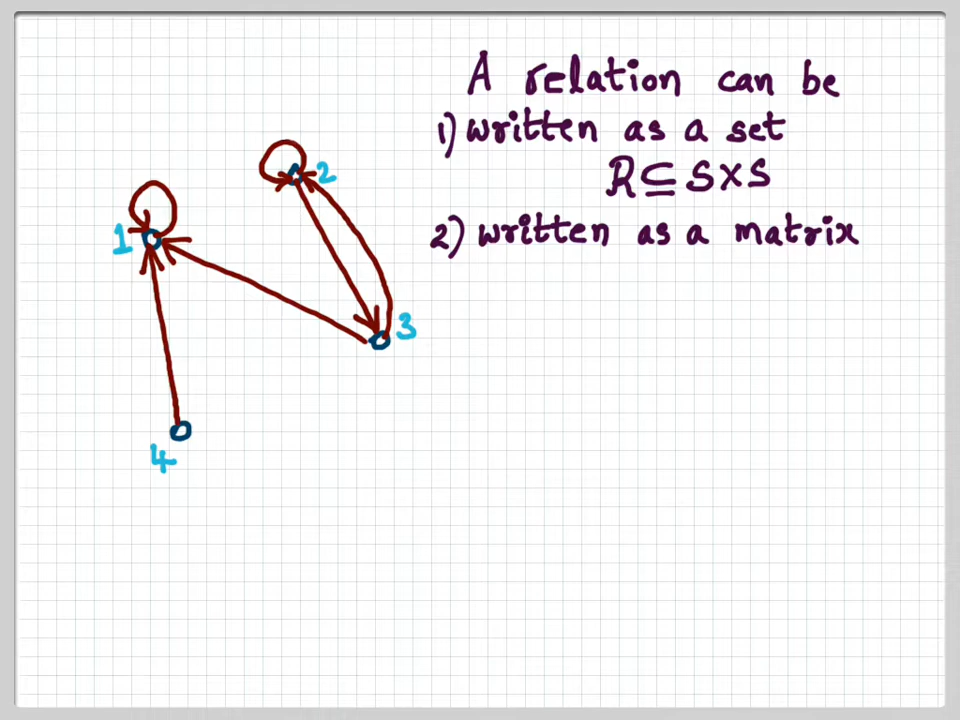 A relation can be
1) written as a set
R ⊆ S×S
2) written as a matrix
1
2
3
4